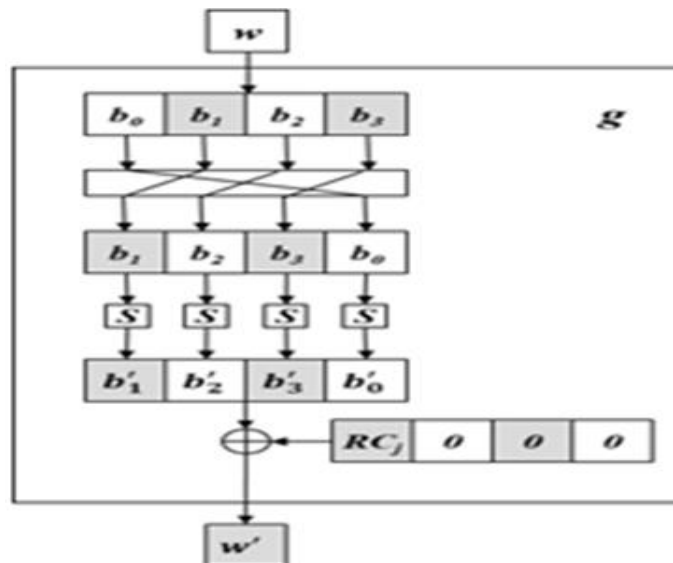 w
b₀ b₁ b₂ b₃ g
b₁ b₂ b₃ b₀
S S S S
b′₁ b′₂ b′₃ b′₀
RCⱼ 0 0 0
w′